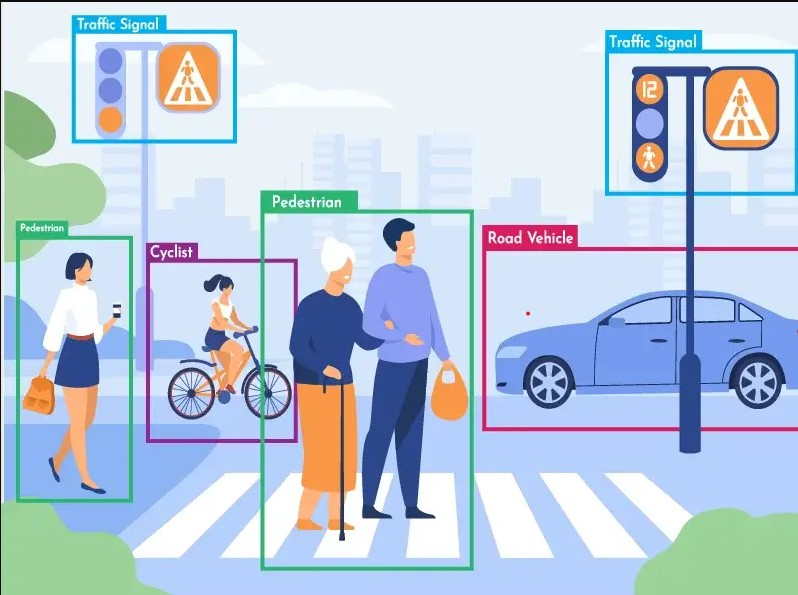 Traffic Signal
Traffic Signal
12
Pedestrian
Pedestrian
Road Vehicle
Cyclist